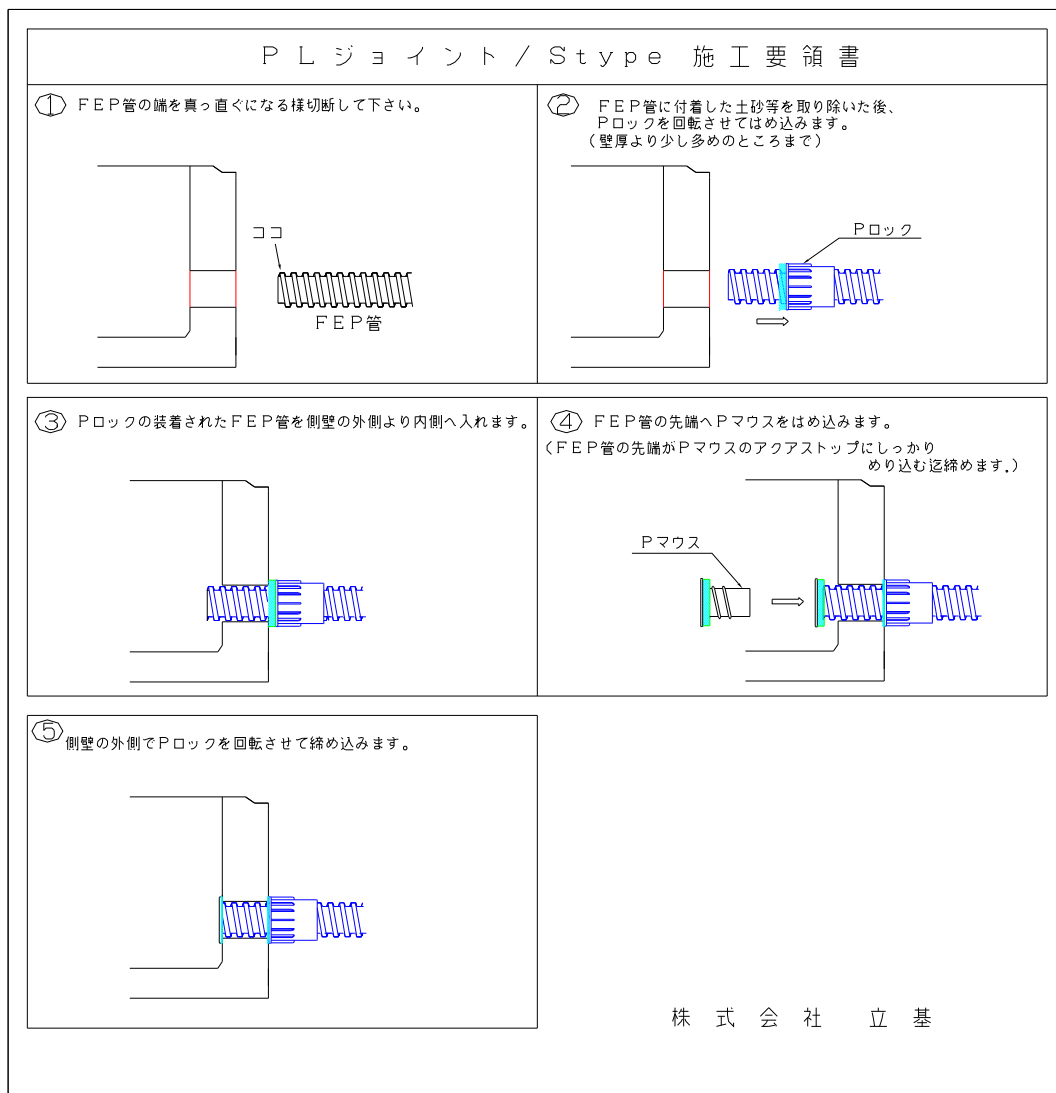 ＰＬジョイント／Ｓｔｙｐｅ 施工要領書
① ＦＥＰ管の端を真っ直ぐになる様切断して下さい。
ココ
ＦＥＰ管
② ＦＥＰ管に付着した土砂等を取り除いた後、
Ｐロックを回転させてはめ込みます。
（壁厚より少し多めのところまで）
Ｐロック
③ Ｐロックの装着されたＦＥＰ管を側壁の外側より内側へ入れます。
④ ＦＥＰ管の先端へＰマウスをはめ込みます。
（ＦＥＰ管の先端がＰマウスのアクアストップにしっかり
めり込む迄締めます．）
Ｐマウス
⑤ 側壁の外側でＰロックを回転させて締め込みます。
株式会社 立基